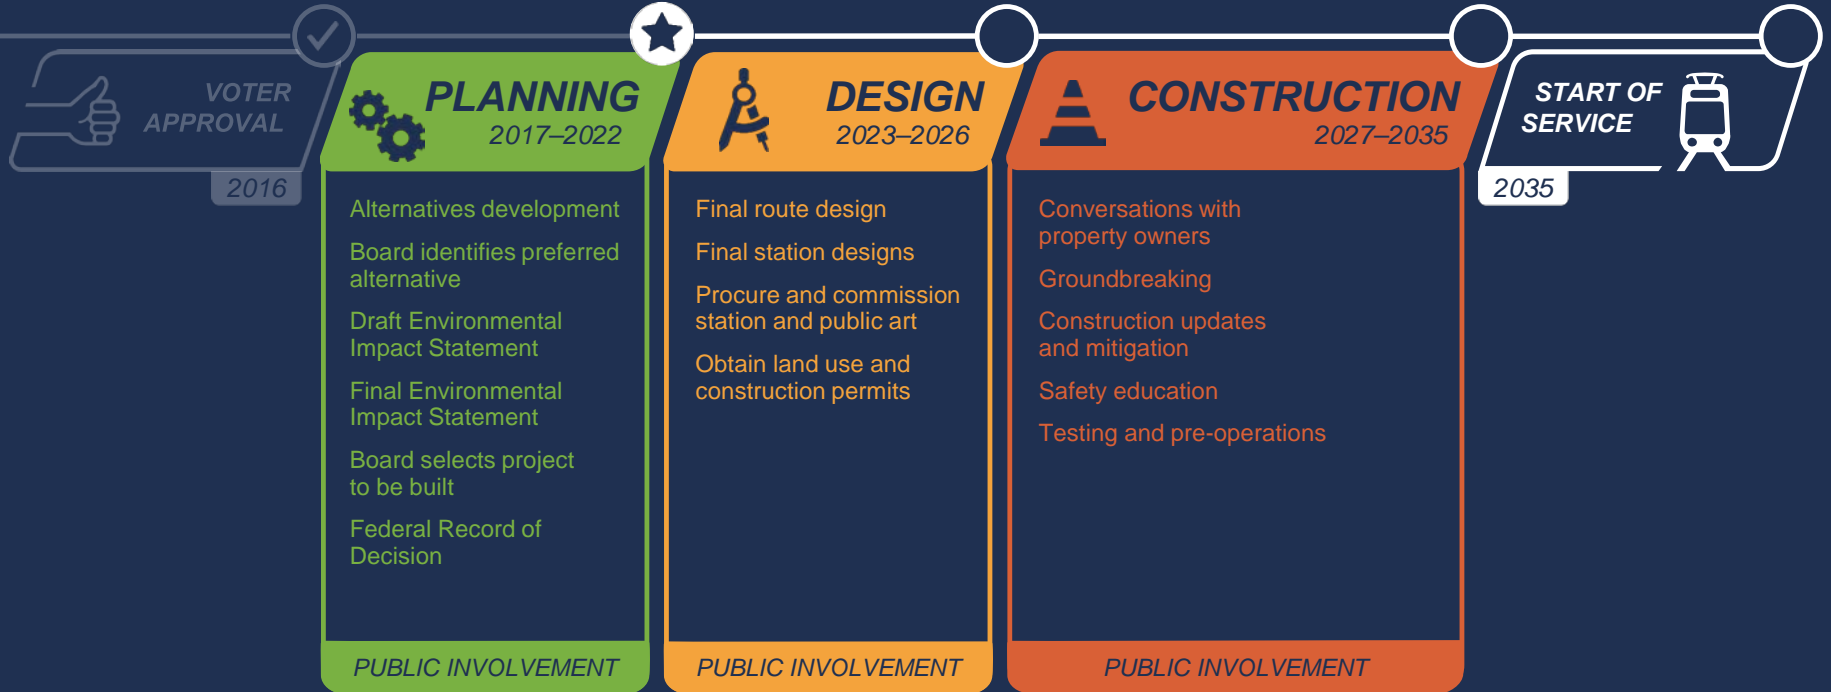 VOTER
APPROVAL
2016
PLANNING
2017–2022
Alternatives development
Board identifies preferred
alternative
Draft Environmental
Impact Statement
Final Environmental
Impact Statement
Board selects project
to be built
Federal Record of
Decision
PUBLIC INVOLVEMENT
DESIGN
2023–2026
Final route design
Final station designs
Procure and commission
station and public art
Obtain land use and
construction permits
PUBLIC INVOLVEMENT
CONSTRUCTION
2027–2035
Conversations with
property owners
Groundbreaking
Construction updates
and mitigation
Safety education
Testing and pre-operations
PUBLIC INVOLVEMENT
START OF
SERVICE
2035